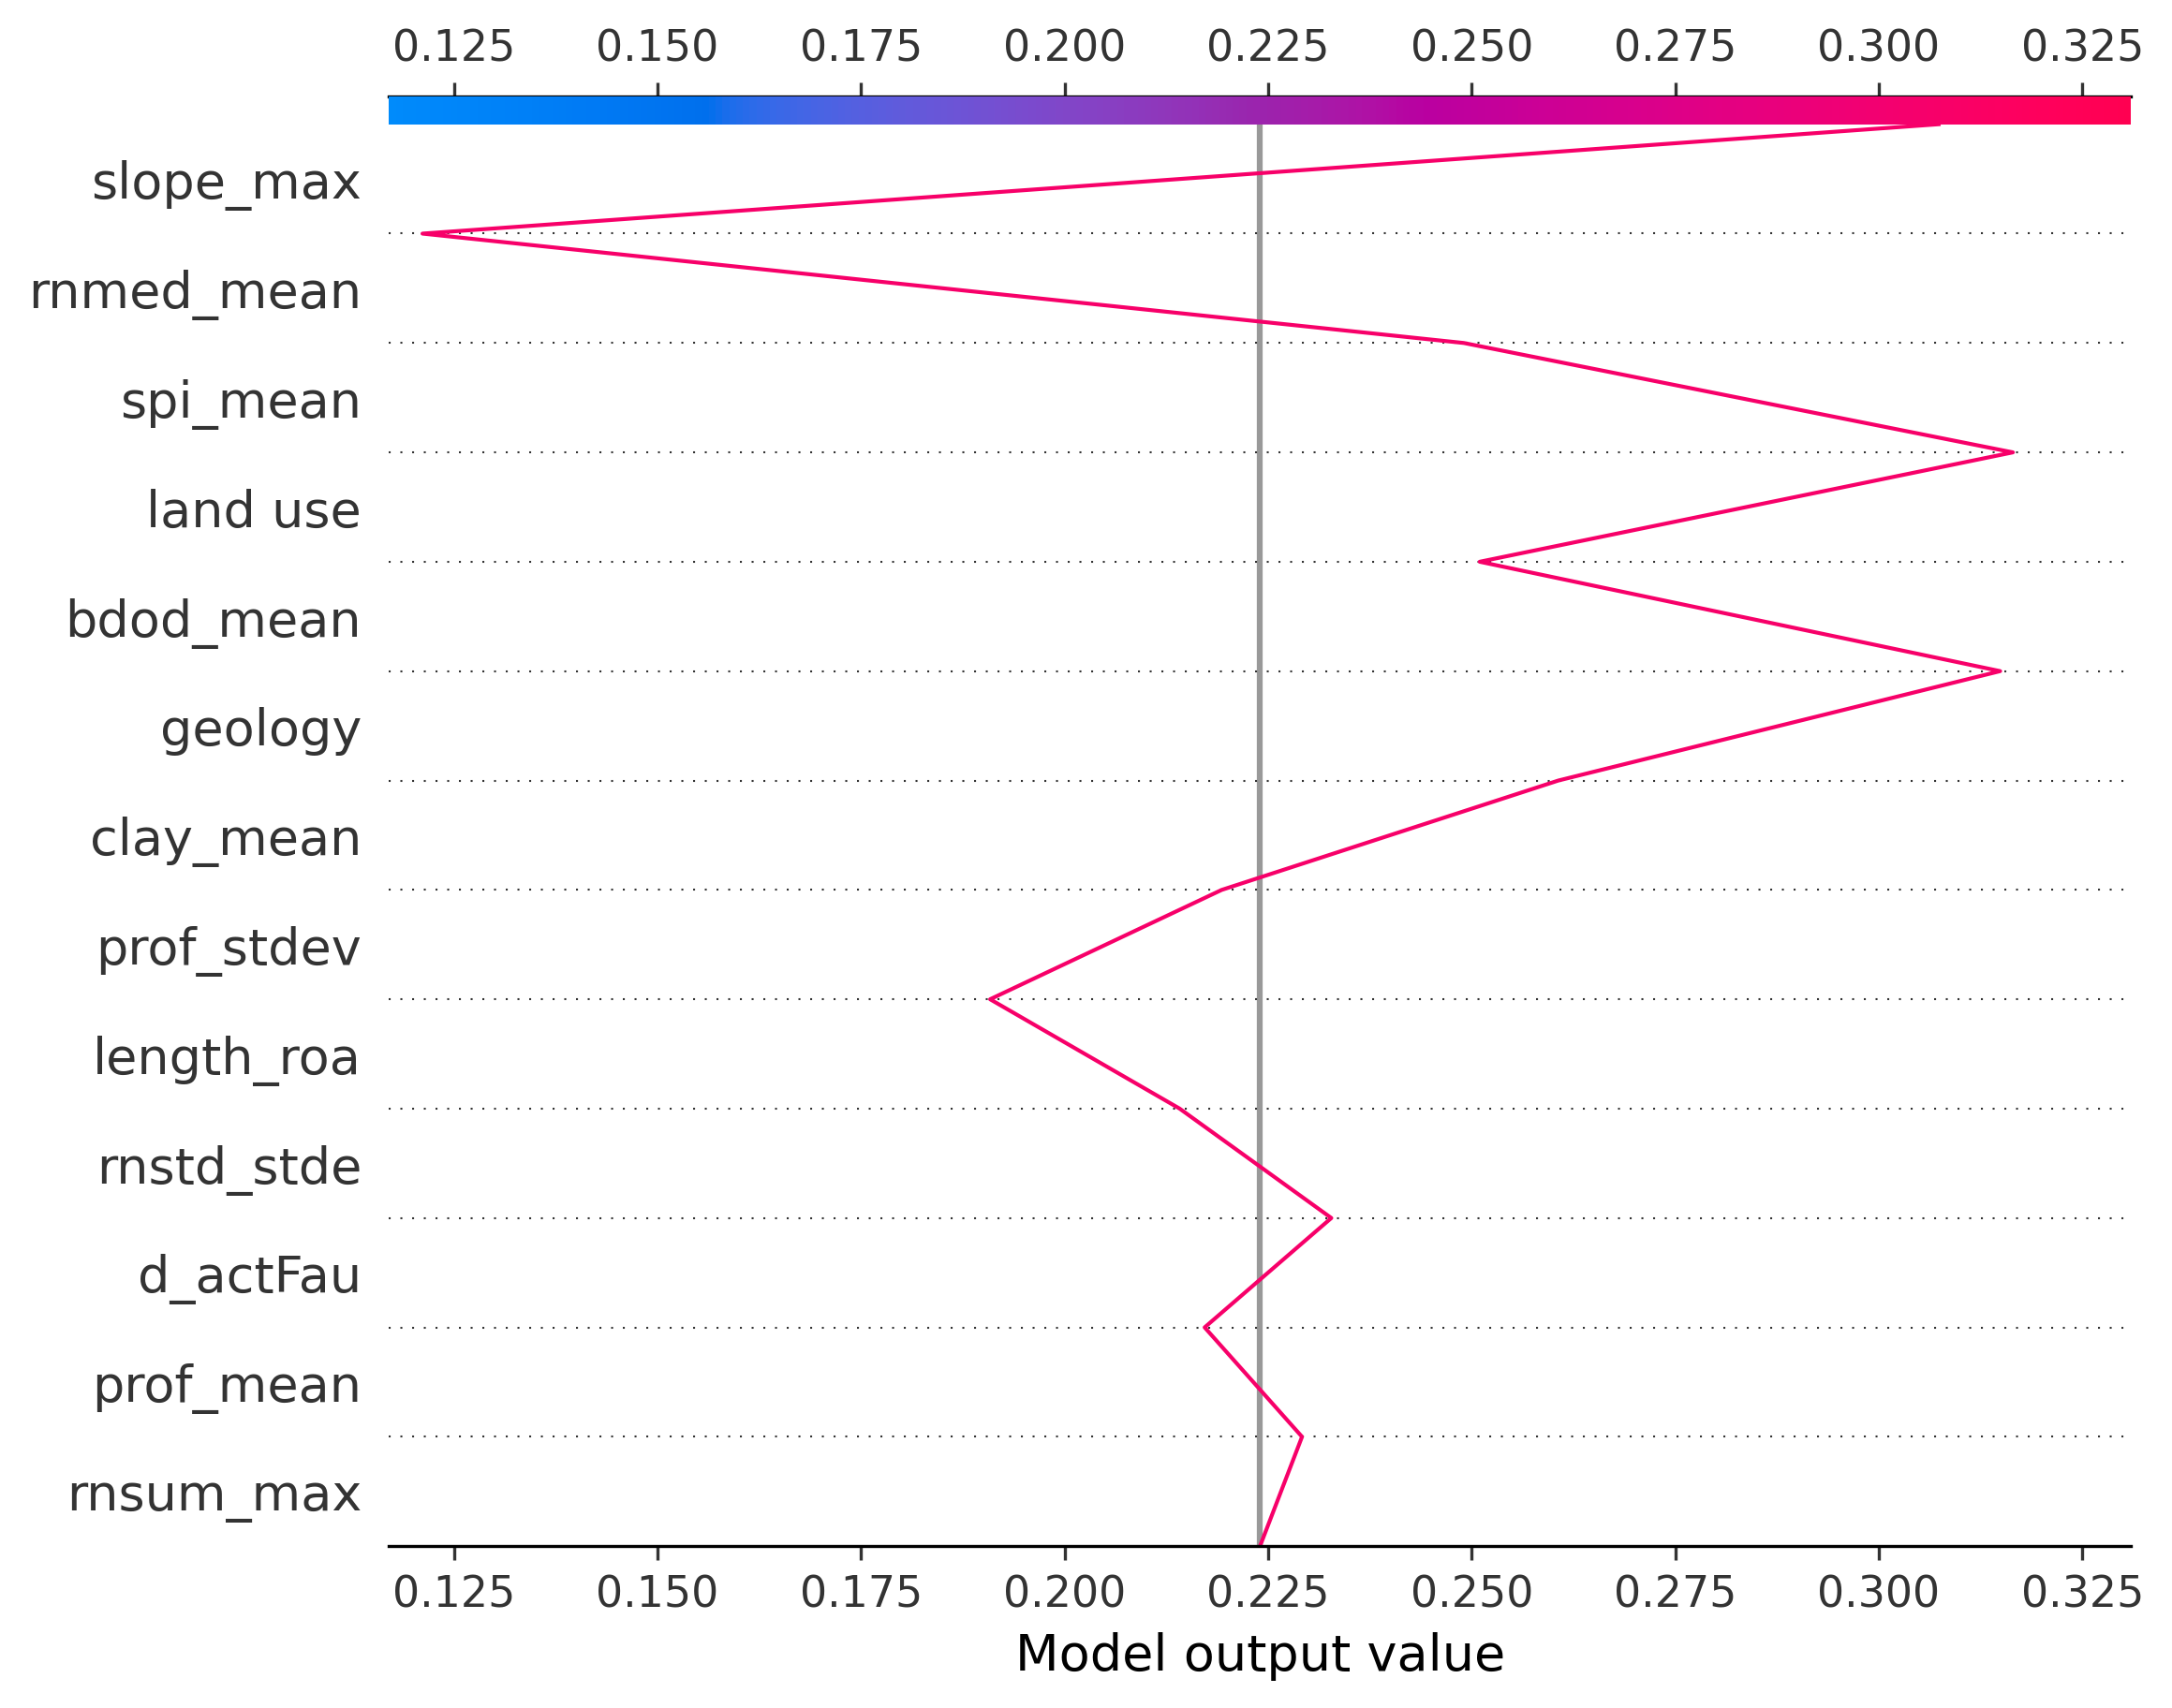 0.125 0.150 0.175 0.200 0.225 0.250 0.275 0.300 0.325
slope_max
rnmed_mean
spi_mean
land use
bdod_mean
geology
clay_mean
prof_stdev
length_roa
rnstd_stde
d_actFau
prof_mean
rnsum_max
0.125 0.150 0.175 0.200 0.225 0.250 0.275 0.300 0.325
Model output value